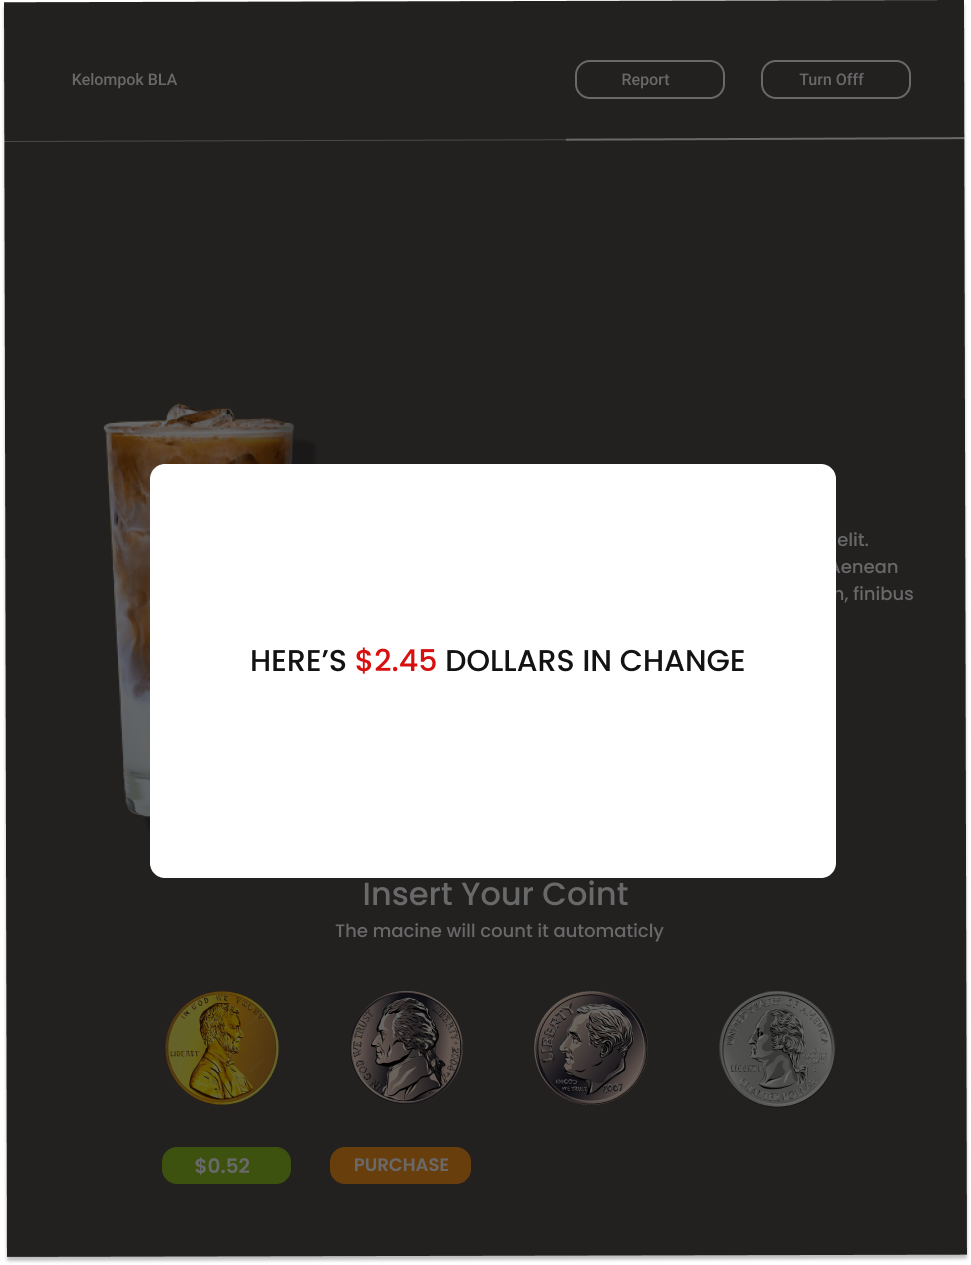 Kelompok BLA
Report
Turn Offf
elit.
Aenean
finibus
HERE’S $2.45 DOLLARS IN CHANGE
Insert Your Coint
The macine will count it automaticly
IN GOD WE TRUST
LIBERTY
IN GOD WE TRUST
LIBERTY
LIBERTY
IN GOD
WE TRUST
2007
LIBERTY
$0.52
PURCHASE